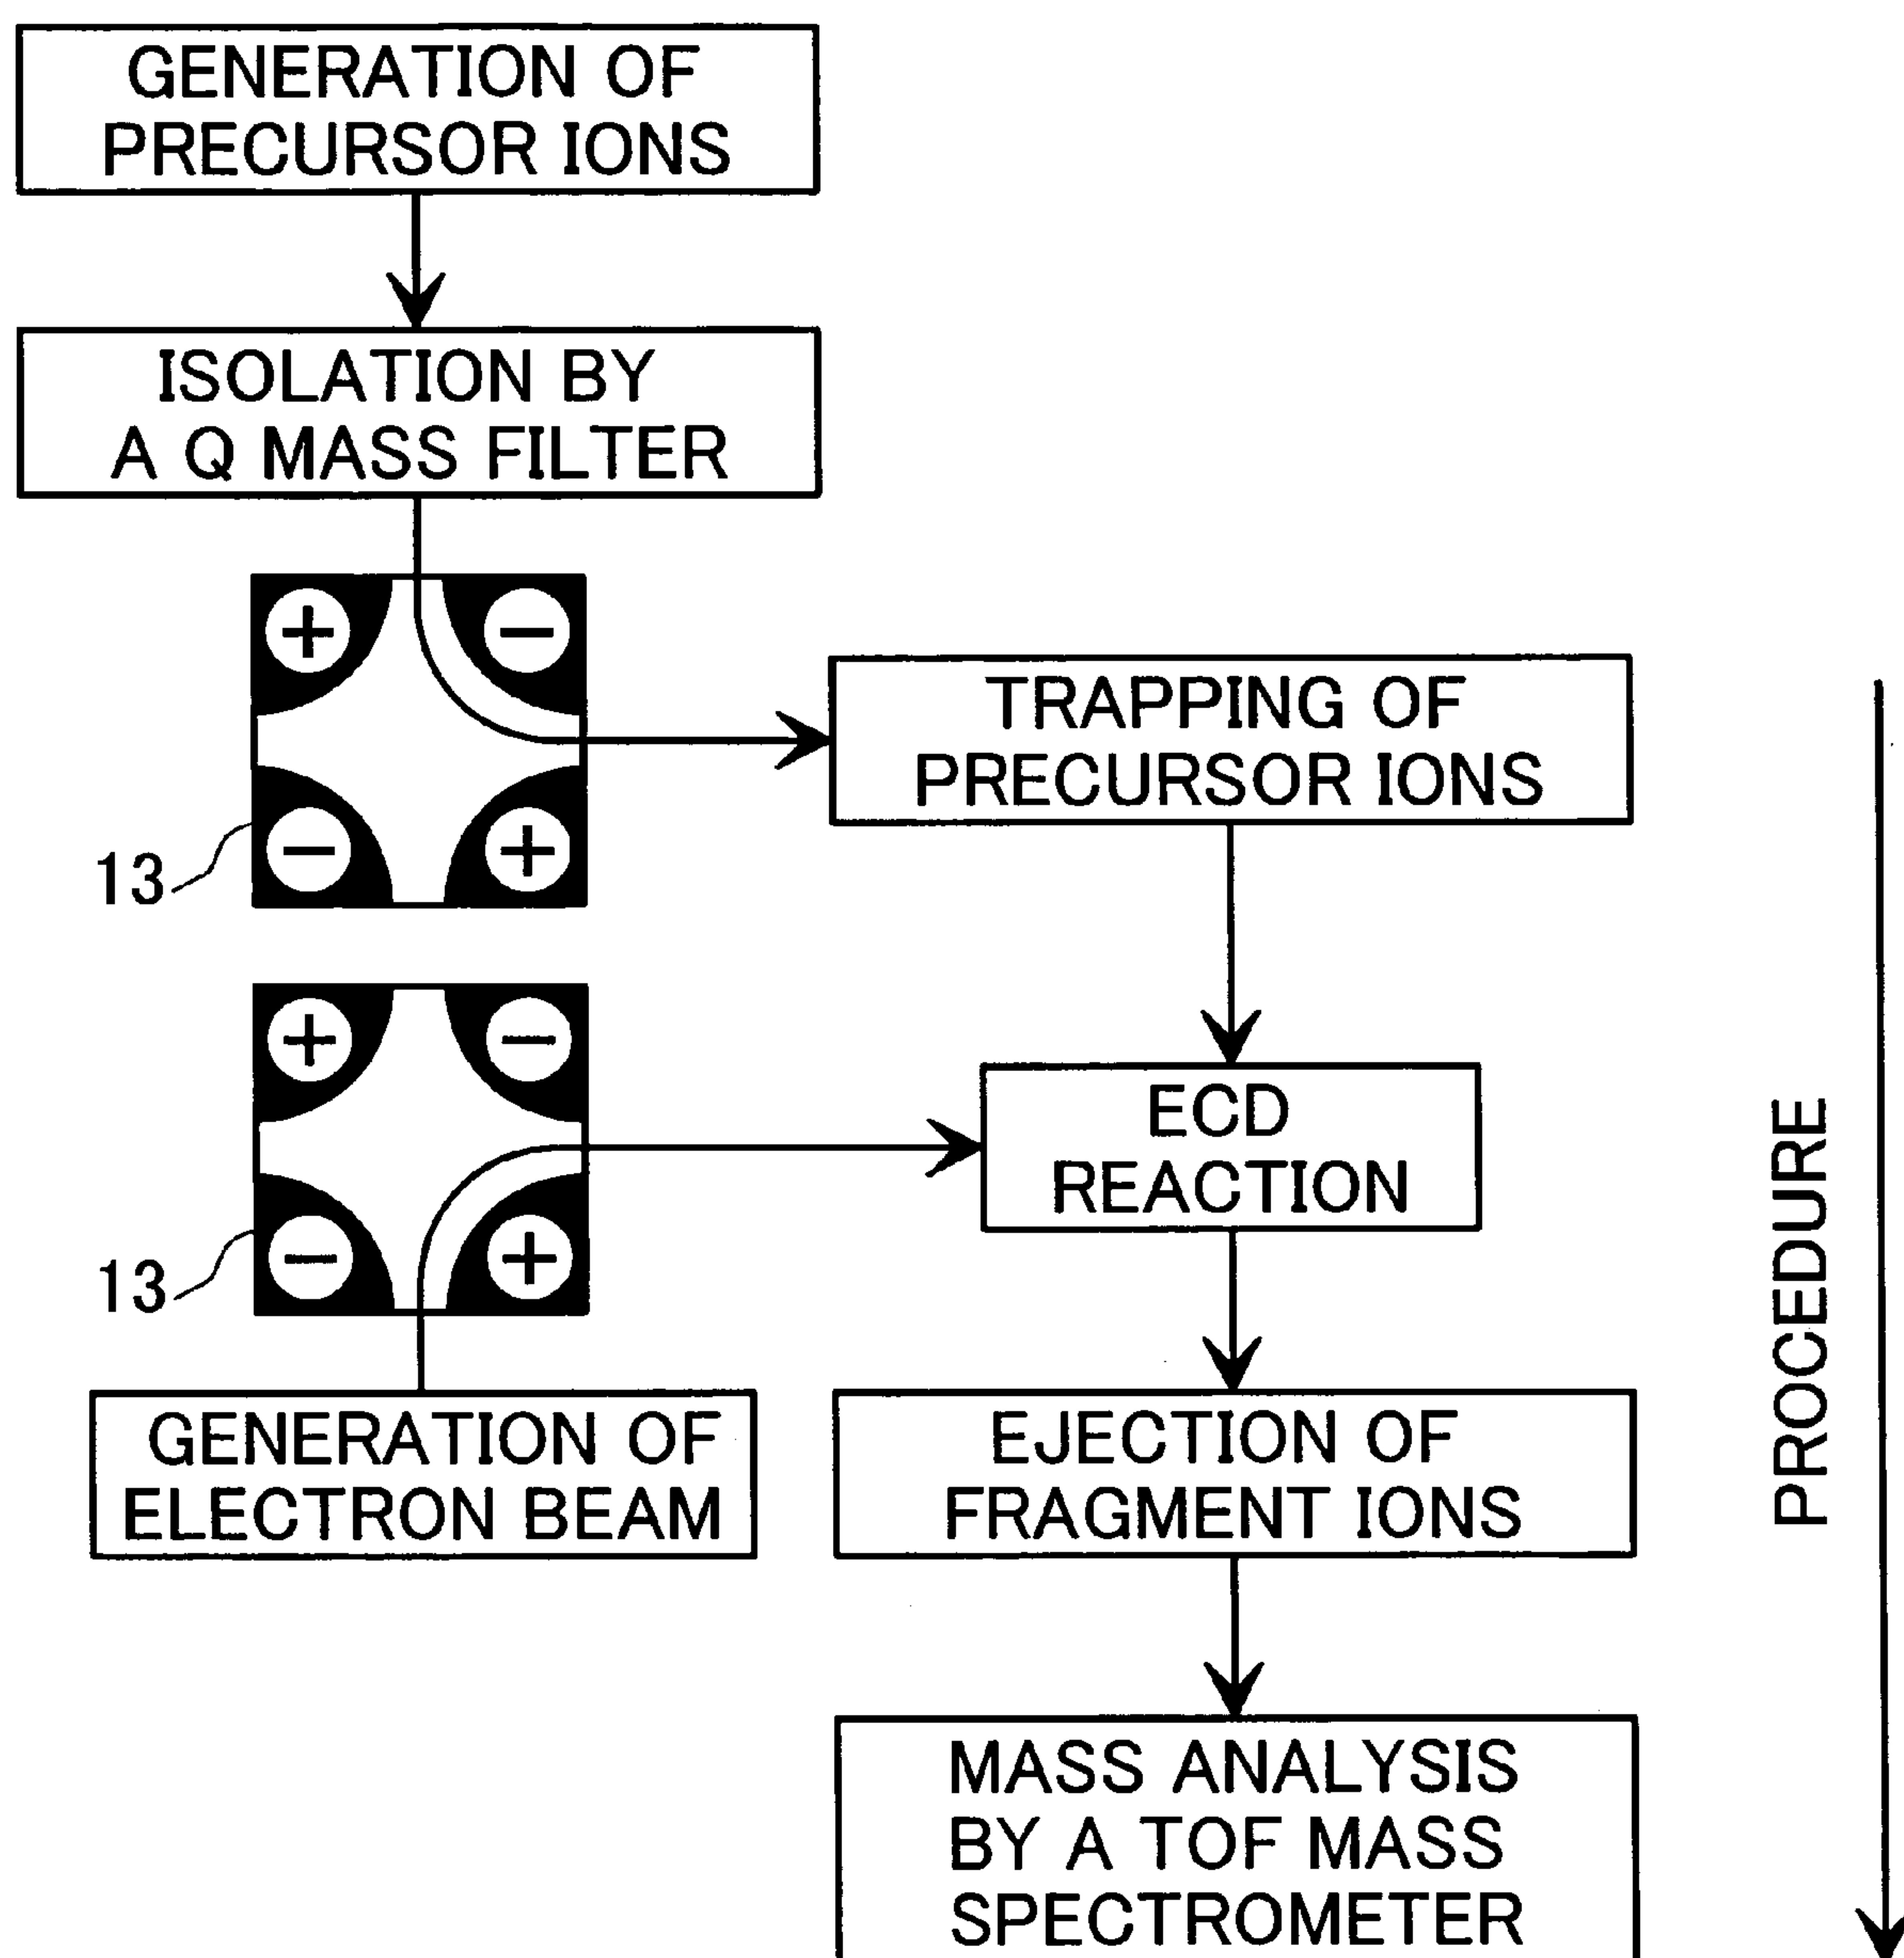 GENERATION OF
PRECURSOR IONS
ISOLATION BY
A Q MASS FILTER
+
−
−
+
13
TRAPPING OF
PRECURSOR IONS
+
−
−
+
13
ECD
REACTION
GENERATION OF
ELECTRON BEAM
EJECTION OF
FRAGMENT IONS
MASS ANALYSIS
BY A TOF MASS
SPECTROMETER
PROCEDURE